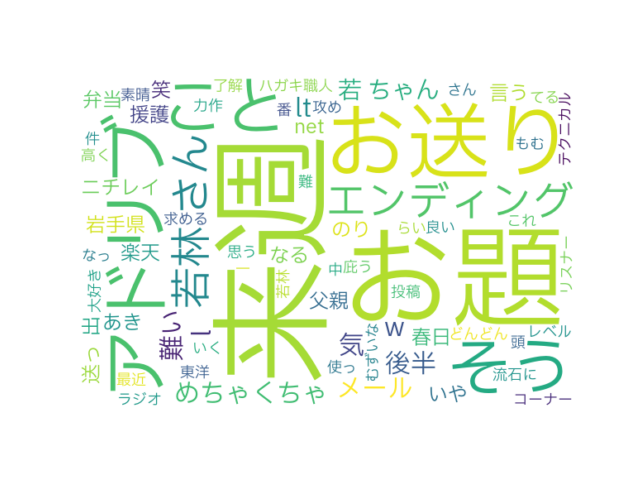 弁当
素晴
笑
了解
ハガキ職人
若ちゃん
さん
言う
てる
力作
番
lt
攻め
援護
こと
net
件
高く
アドリブ
若林さん
来週
お送り
テクニカル
もむ
難
ニチレイ
エンディング
岩手県
求める
のり
らい
良い
これ
リスナー
なっ
楽天
思う
なる
中
庇う
お題
大好き
一
若林
父親
投稿
出
あき
難い
l
気
w
春日
どんどん
頭
レベル
送っ
いく
むずいな
後半
そう
最近
東洋
使っ
流石に
ラジオ
めちゃくちゃ
メール
いや
コーナー